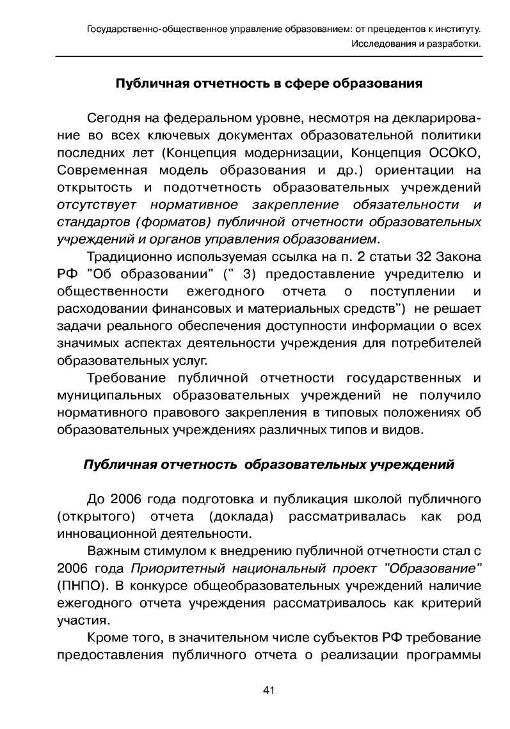 Государственно-общественное управление образованием: от прецедентов к институту.
Исследования и разработки.
Публичная отчетность в сфере образования
Сегодня на федеральном уровне, несмотря на декларирова-
ние во всех ключевых документах образовательной политики
последних лет (Концепция модернизации, Концепция ОСОКО,
Современная модель образования и др.) ориентации на
открытость и подотчетность образовательных учреждений
отсутствует нормативное закрепление обязательности и
стандартов (форматов) публичной отчетности образовательных
учреждений и органов управления образованием.
Традиционно используемая ссылка на п. 2 статьи 32 Закона
РФ "Об образовании" (" 3) предоставление учредителю и
общественности ежегодного отчета о поступлении и
расходовании финансовых и материальных средств") не решает
задачи реального обеспечения доступности информации о всех
значимых аспектах деятельности учреждения для потребителей
образовательных услуг.
Требование публичной отчетности государственных и
муниципальных образовательных учреждений не получило
нормативного правового закрепления в типовых положениях об
образовательных учреждениях различных типов и видов.
Публичная отчетность образовательных учреждений
До 2006 года подготовка и публикация школой публичного
(открытого) отчета (доклада) рассматривалась как род
инновационной деятельности.
Важным стимулом к внедрению публичной отчетности стал с
2006 года Приоритетный национальный проект "Образование"
(ПНПО). В конкурсе общеобразовательных учреждений наличие
ежегодного отчета учреждения рассматривалось как критерий
участия.
Кроме того, в значительном числе субъектов РФ требование
предоставления публичного отчета о реализации программы
41